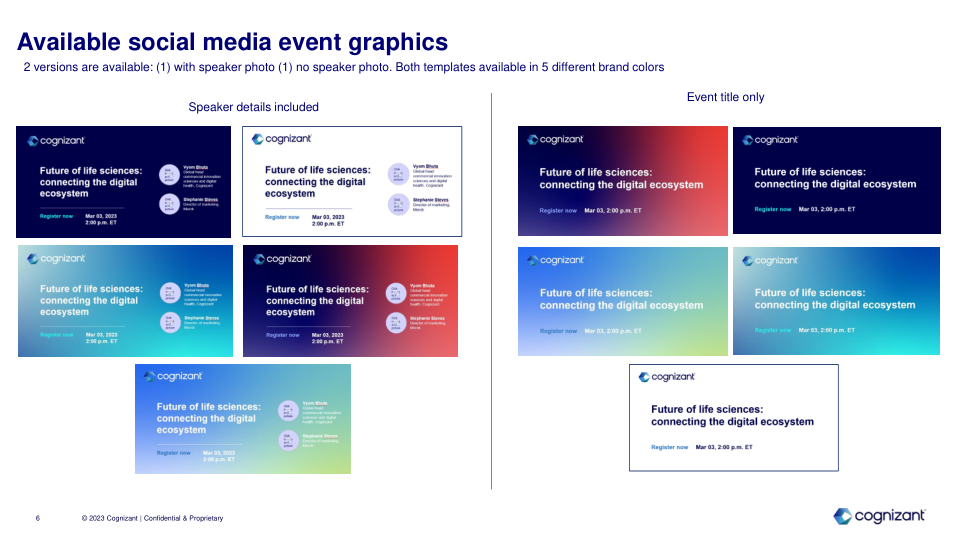 Available social media event graphics
2 versions are available: (1) with speaker photo (1) no speaker photo. Both templates available in 5 different brand colors
Speaker details included
cognizant
Future of life sciences:
connecting the digital
ecosystem
Register now
Mar 03, 2023
2:00 p.m. ET
Vyom Bhuta
Global head
commercial innovation
sciences and digital
health, Cognizant
Stephanie Steves
Director of marketing,
Merck
cognizant
Future of life sciences:
connecting the digital
ecosystem
Register now
Mar 03, 2023
2:00 p.m. ET
Vyom Bhuta
Global head
commercial innovation
sciences and digital
health, Cognizant
Stephanie Steves
Director of marketing,
Merck
cognizant
Future of life sciences:
connecting the digital
ecosystem
Register now
Mar 03, 2023
2:00 p.m. ET
Vyom Bhuta
Global head
commercial innovation
sciences and digital
health, Cognizant
Stephanie Steves
Director of marketing,
Merck
cognizant
Future of life sciences:
connecting the digital
ecosystem
Register now
Mar 03, 2023
2:00 p.m. ET
Vyom Bhuta
Global head
commercial innovation
sciences and digital
health, Cognizant
Stephanie Steves
Director of marketing,
Merck
cognizant
Future of life sciences:
connecting the digital
ecosystem
Register now
Mar 03, 2023
2:00 p.m. ET
Vyom Bhuta
Global head
commercial innovation
sciences and digital
health, Cognizant
Stephanie Steves
Director of marketing,
Merck
Event title only
cognizant
Future of life sciences:
connecting the digital ecosystem
Register now Mar 03, 2:00 p.m. ET
cognizant
Future of life sciences:
connecting the digital ecosystem
Register now Mar 03, 2:00 p.m. ET
cognizant
Future of life sciences:
connecting the digital ecosystem
Register now Mar 03, 2:00 p.m. ET
cognizant
Future of life sciences:
connecting the digital ecosystem
Register now Mar 03, 2:00 p.m. ET
cognizant
Future of life sciences:
connecting the digital ecosystem
Register now Mar 03, 2:00 p.m. ET
6
© 2023 Cognizant | Confidential & Proprietary
cognizant